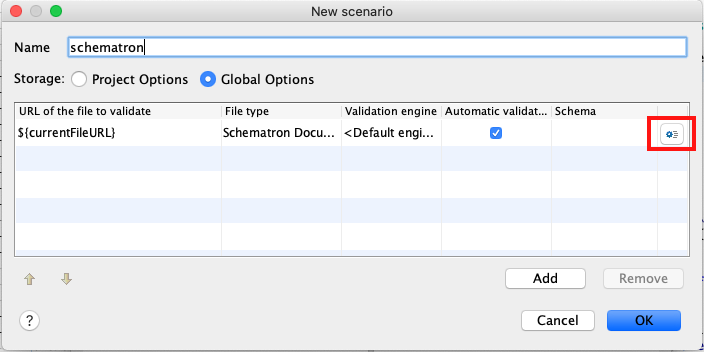 New scenario
Name schematron
Storage: Project Options Global Options
URL of the file to validate File type Validation engine Automatic validat... Schema
${currentFileURL} Schematron Docu... <Default engi...
Add Remove
? Cancel OK